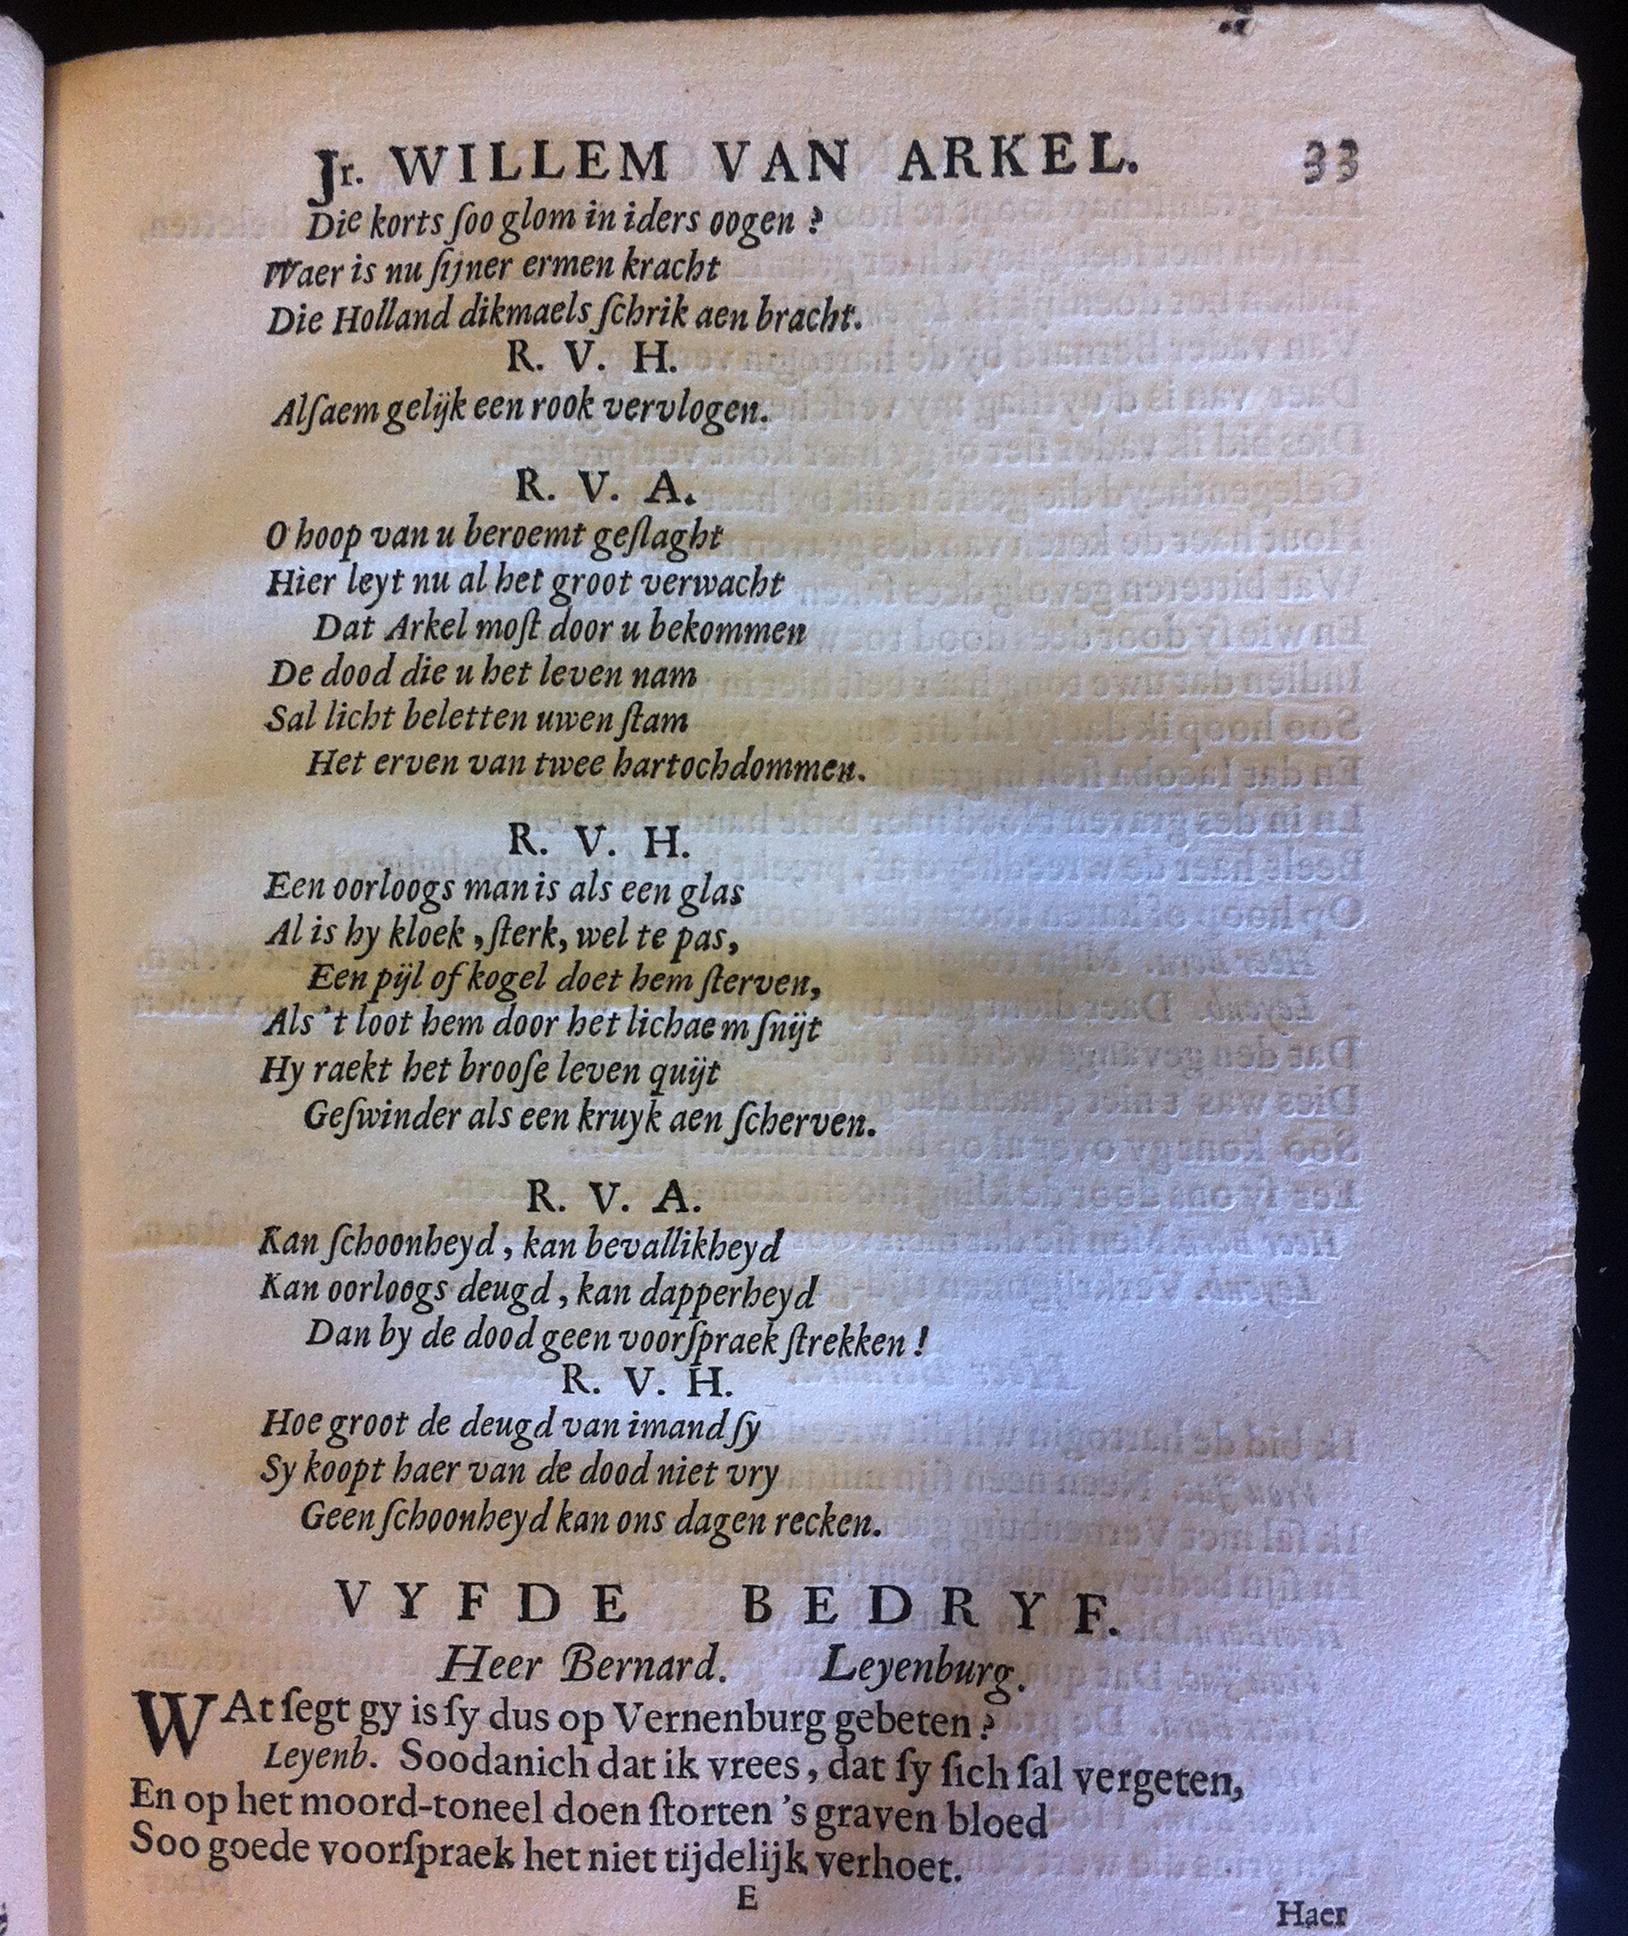 Jr. WILLEM VAN ARKEL. 33
Die korts ſoo glom in iders oogen ?
Waer is nu ſijner ermen kracht
Die Holland dikmaels ſchrik aen bracht.
R. V. H.
Alſaem gelijk een rook vervlogen.
R. V. A.
O hoop van u beroemt geſlaght
Hier leyt nu al het groot verwacht
Dat Arkel moſt door u bekommen
De dood die u het leven nam
Sal licht beletten uwen ſtam
Het erven van twee hartochdommen.
R. V. H.
Een oorloogs man is als een glas
Al is hy kloek , ſterk, wel te pas,
Een pijl of kogel doet hem ſterven,
Als 't loot hem door het lichaem ſnijt
Hy raekt het brooſe leven quijt
Geſwinder als een kruyk aen ſcherven.
R. V. A.
Kan ſchoonheyd , kan bevallikheyd
Kan oorloogs deugd , kan dapperheyd
Dan by de dood geen voorſpraek ſtrekken !
R. V. H.
Hoe groot de deugd van imand ſy
Sy koopt haer van de dood niet vry
Geen ſchoonheyd kan ons dagen recken.
VYFDE BEDRYF.
Heer Bernard. Leyenburg.
WAt ſegt gy is ſy dus op Vernenburg gebeten ?
Leyenb. Soodanich dat ik vrees , dat ſy ſich ſal vergeten,
En op het moord-toneel doen ſtorten 's graven bloed
Soo goede voorſpraek het niet tijdelijk verhoet.
E
Haer